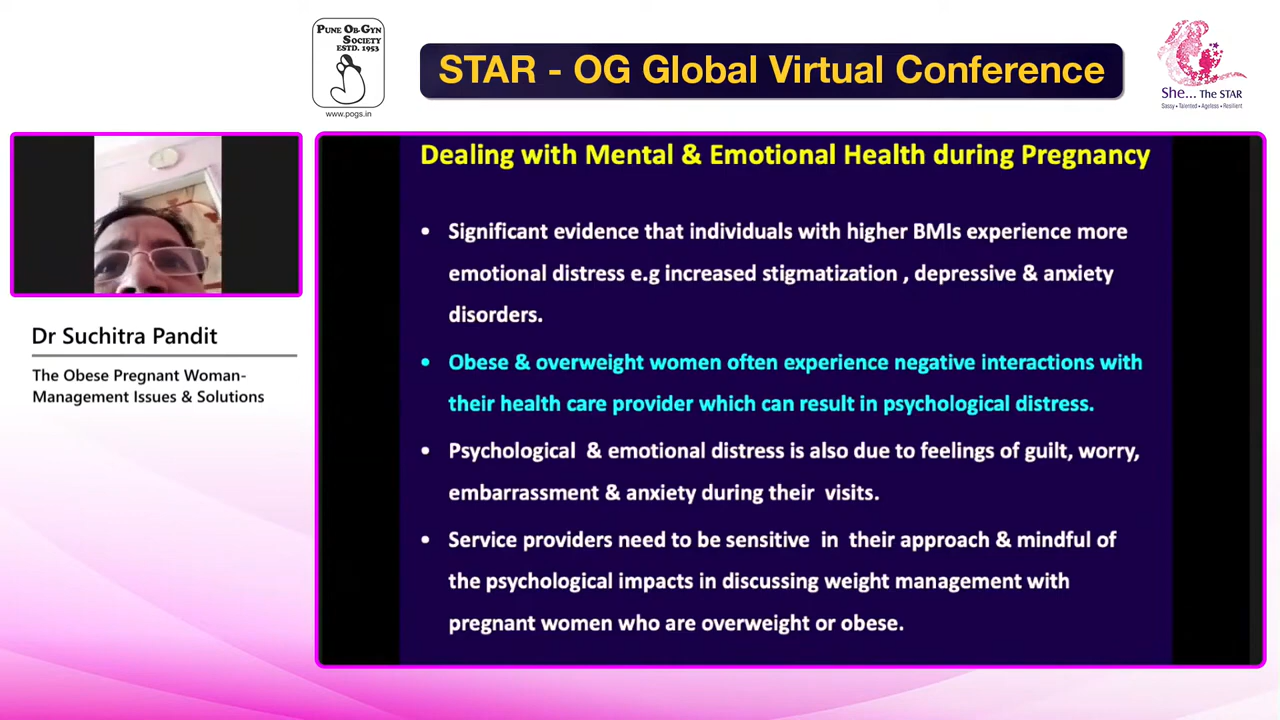 PUNE OB-GYN
SOCIETY
ESTD. 1953
www.pogs.in
STAR - OG Global Virtual Conference
She... The STAR
Sassy • Talented • Ageless • Resilient
Dr Suchitra Pandit
The Obese Pregnant Woman-
Management Issues & Solutions
Dealing with Mental & Emotional Health during Pregnancy
• Significant evidence that individuals with higher BMIs experience more
emotional distress e.g increased stigmatization , depressive & anxiety
disorders.
• Obese & overweight women often experience negative interactions with
their health care provider which can result in psychological distress.
• Psychological & emotional distress is also due to feelings of guilt, worry,
embarrassment & anxiety during their visits.
• Service providers need to be sensitive in their approach & mindful of
the psychological impacts in discussing weight management with
pregnant women who are overweight or obese.